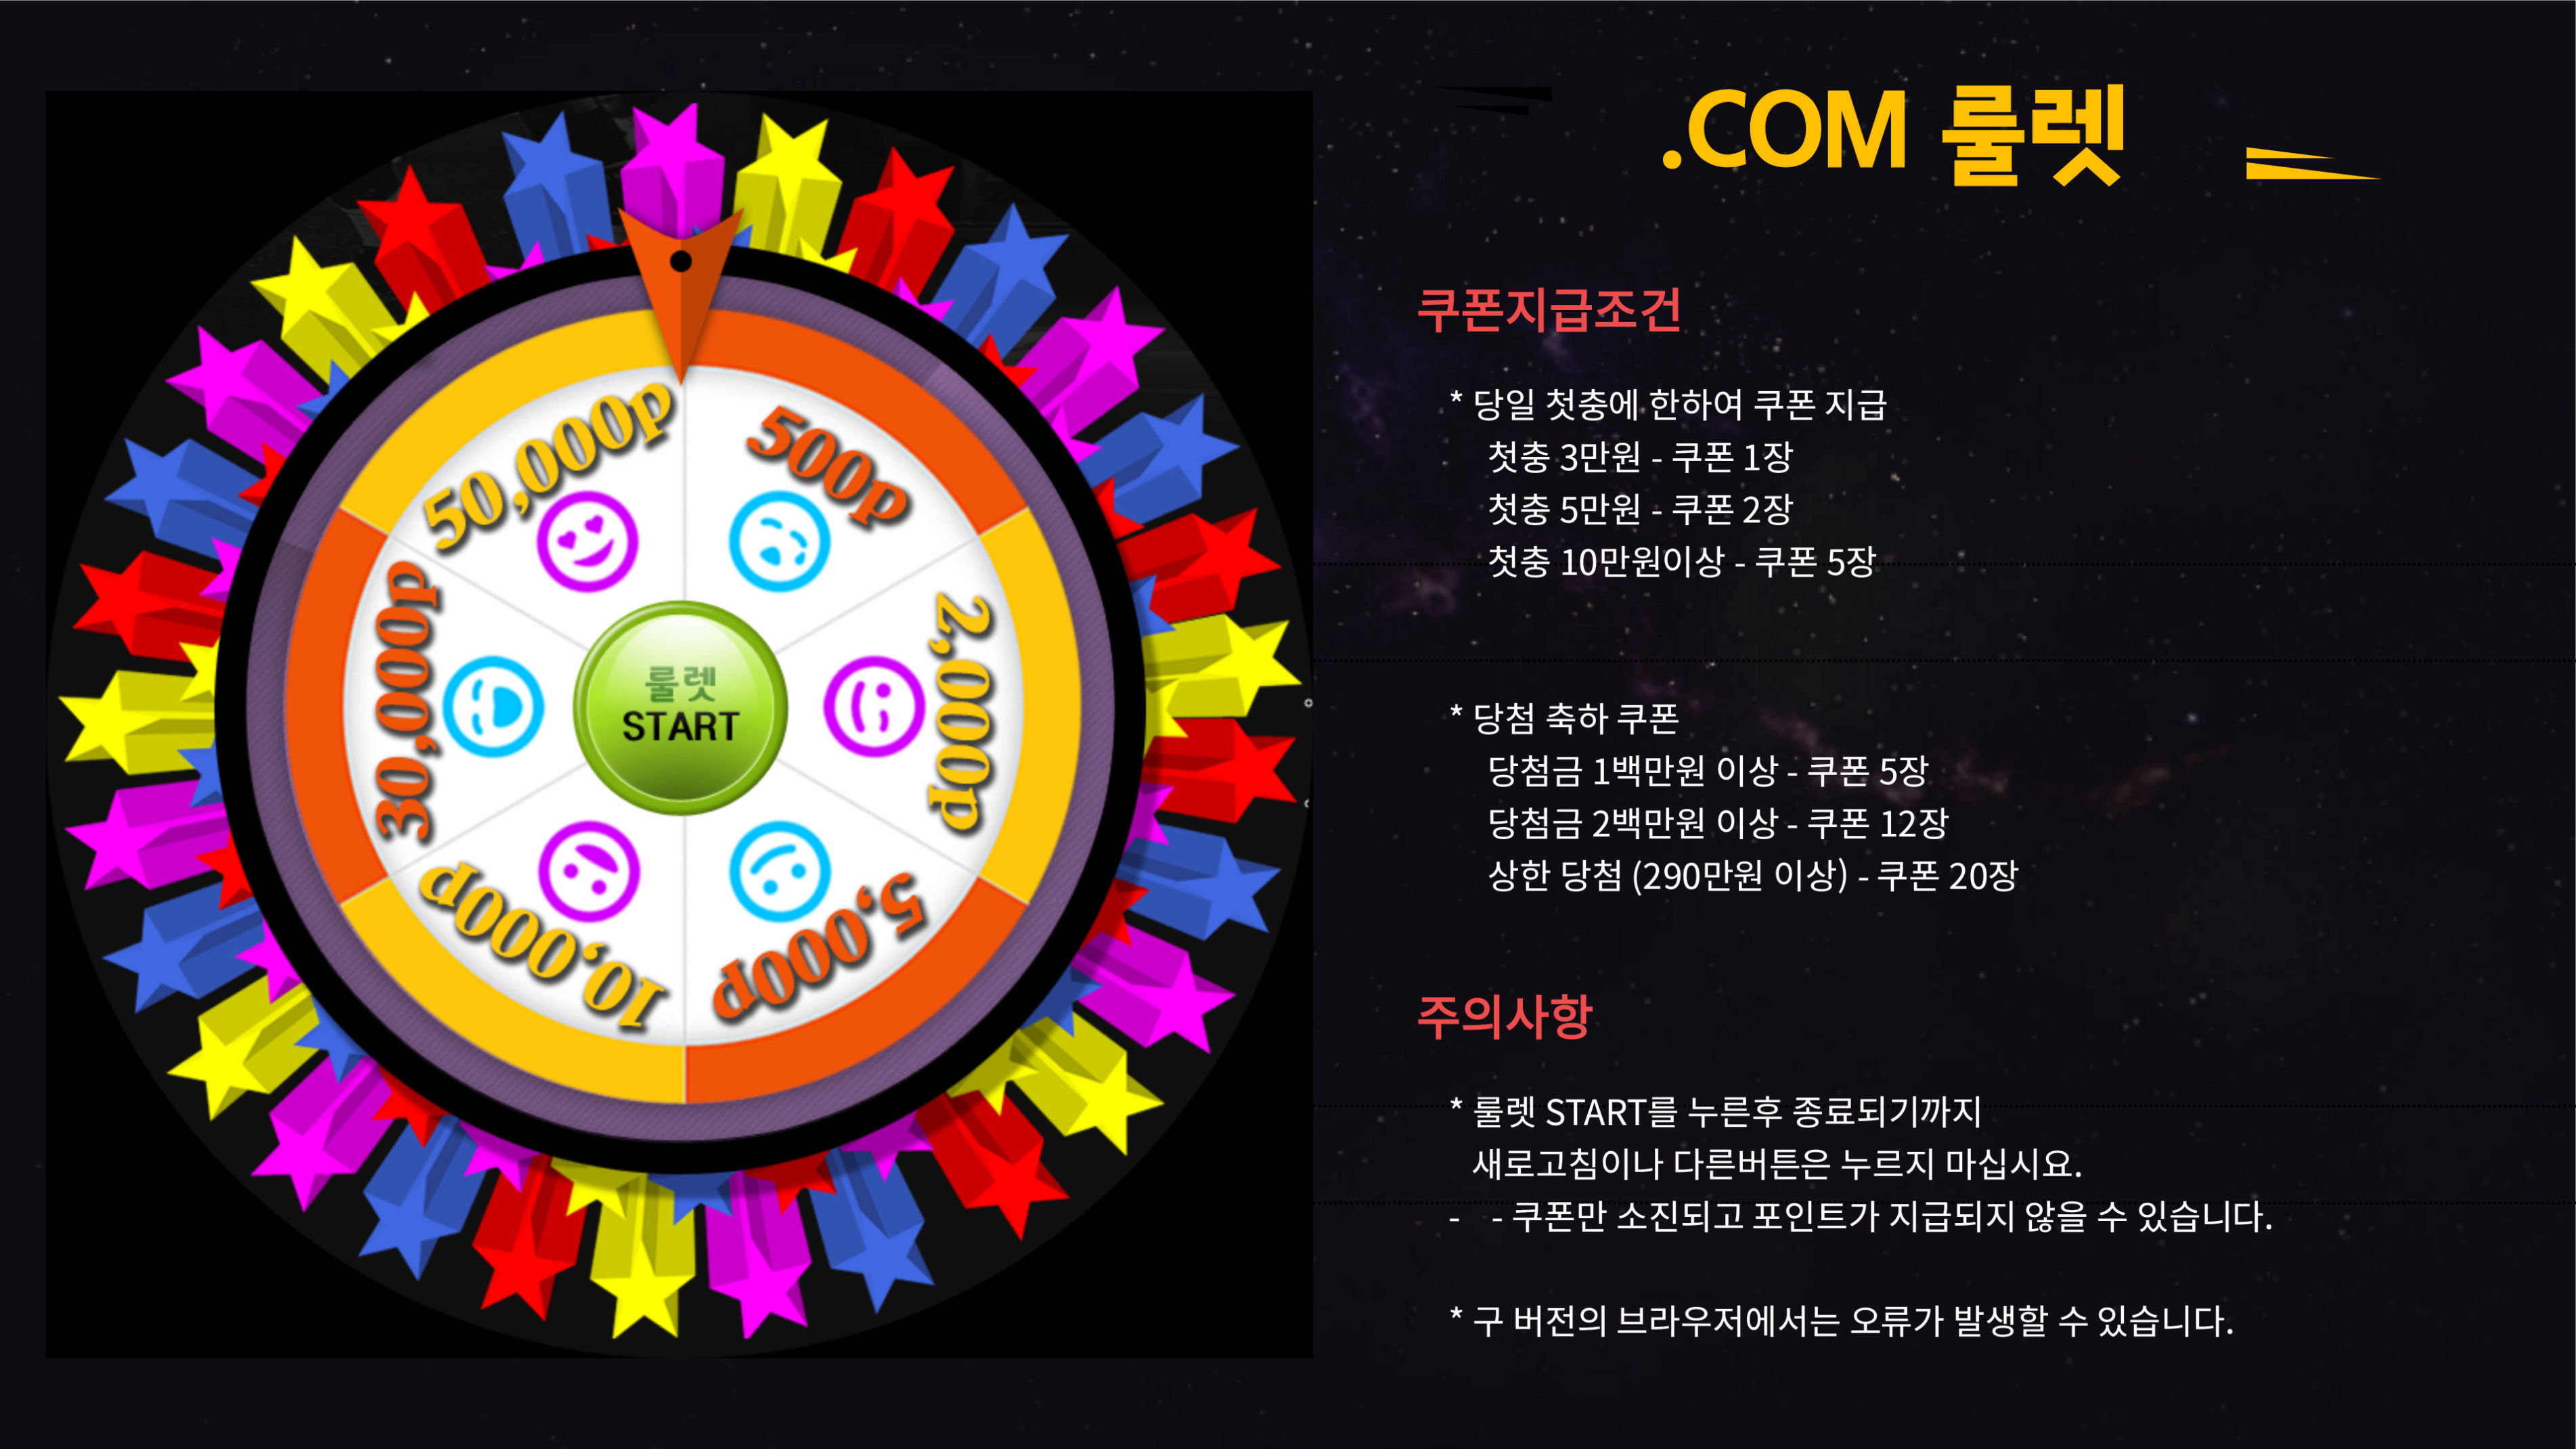 .COM 룰렛
50,000p
500p
2,000p
5,000p
10,000p
30,000p
룰렛
START
쿠폰지급조건
* 당일 첫충에 한하여 쿠폰 지급
첫충 3만원 - 쿠폰 1장
첫충 5만원 - 쿠폰 2장
첫충 10만원이상 - 쿠폰 5장
* 당첨 축하 쿠폰
당첨금 1백만원 이상 - 쿠폰 5장
당첨금 2백만원 이상 - 쿠폰 12장
상한 당첨 (290만원 이상) - 쿠폰 20장
주의사항
* 룰렛 START를 누른후 종료되기까지
새로고침이나 다른버튼은 누르지 마십시요.
- - 쿠폰만 소진되고 포인트가 지급되지 않을 수 있습니다.
* 구 버전의 브라우저에서는 오류가 발생할 수 있습니다.